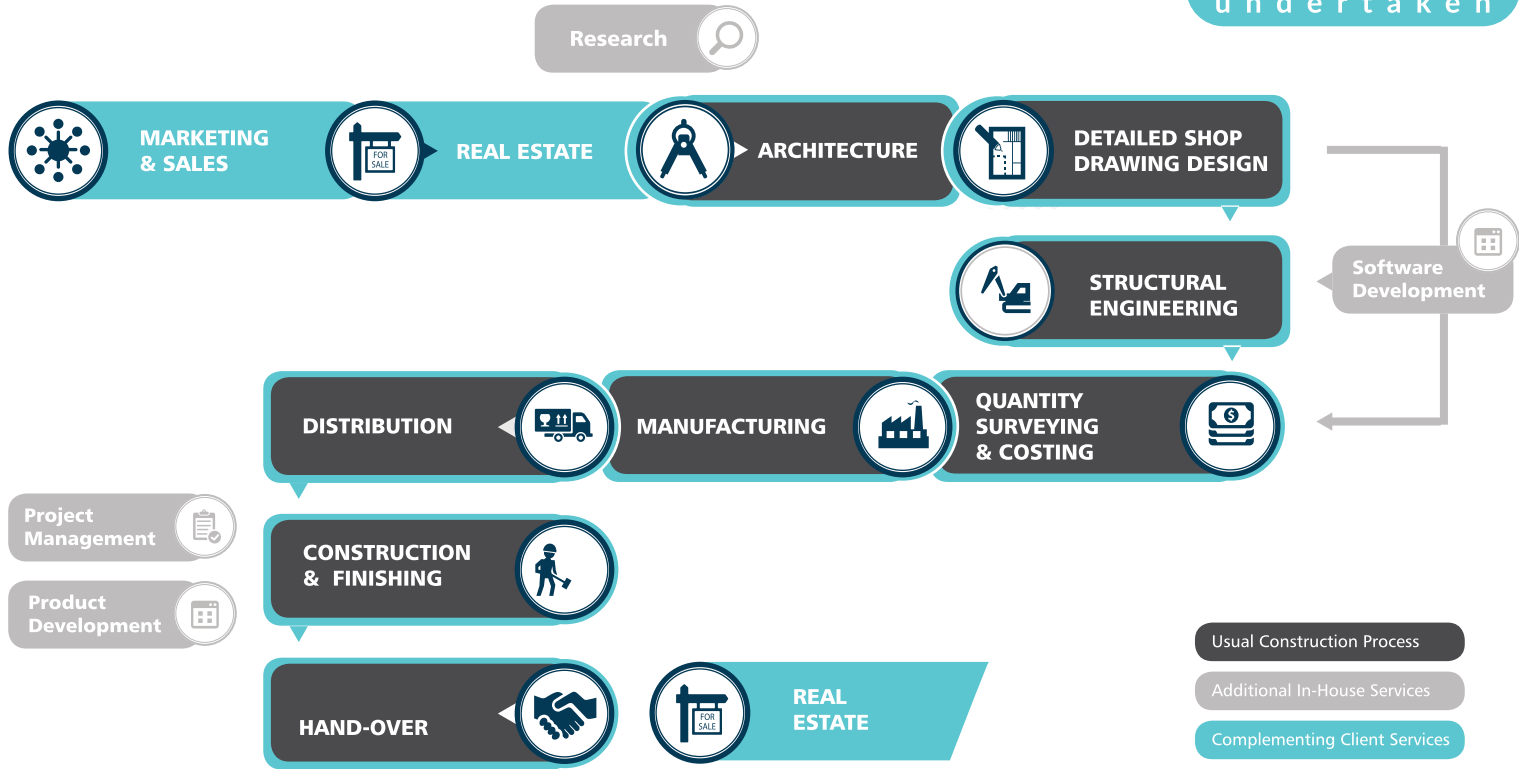 undertaken
Research
MARKETING
& SALES
FOR
SALE
REAL ESTATE
ARCHITECTURE
DETAILED SHOP
DRAWING DESIGN
STRUCTURAL
ENGINEERING
Software
Development
DISTRIBUTION
MANUFACTURING
QUANTITY
SURVEYING
& COSTING
$
Project
Management
CONSTRUCTION
& FINISHING
Product
Development
HAND-OVER
FOR
SALE
REAL
ESTATE
Usual Construction Process
Additional In-House Services
Complementing Client Services